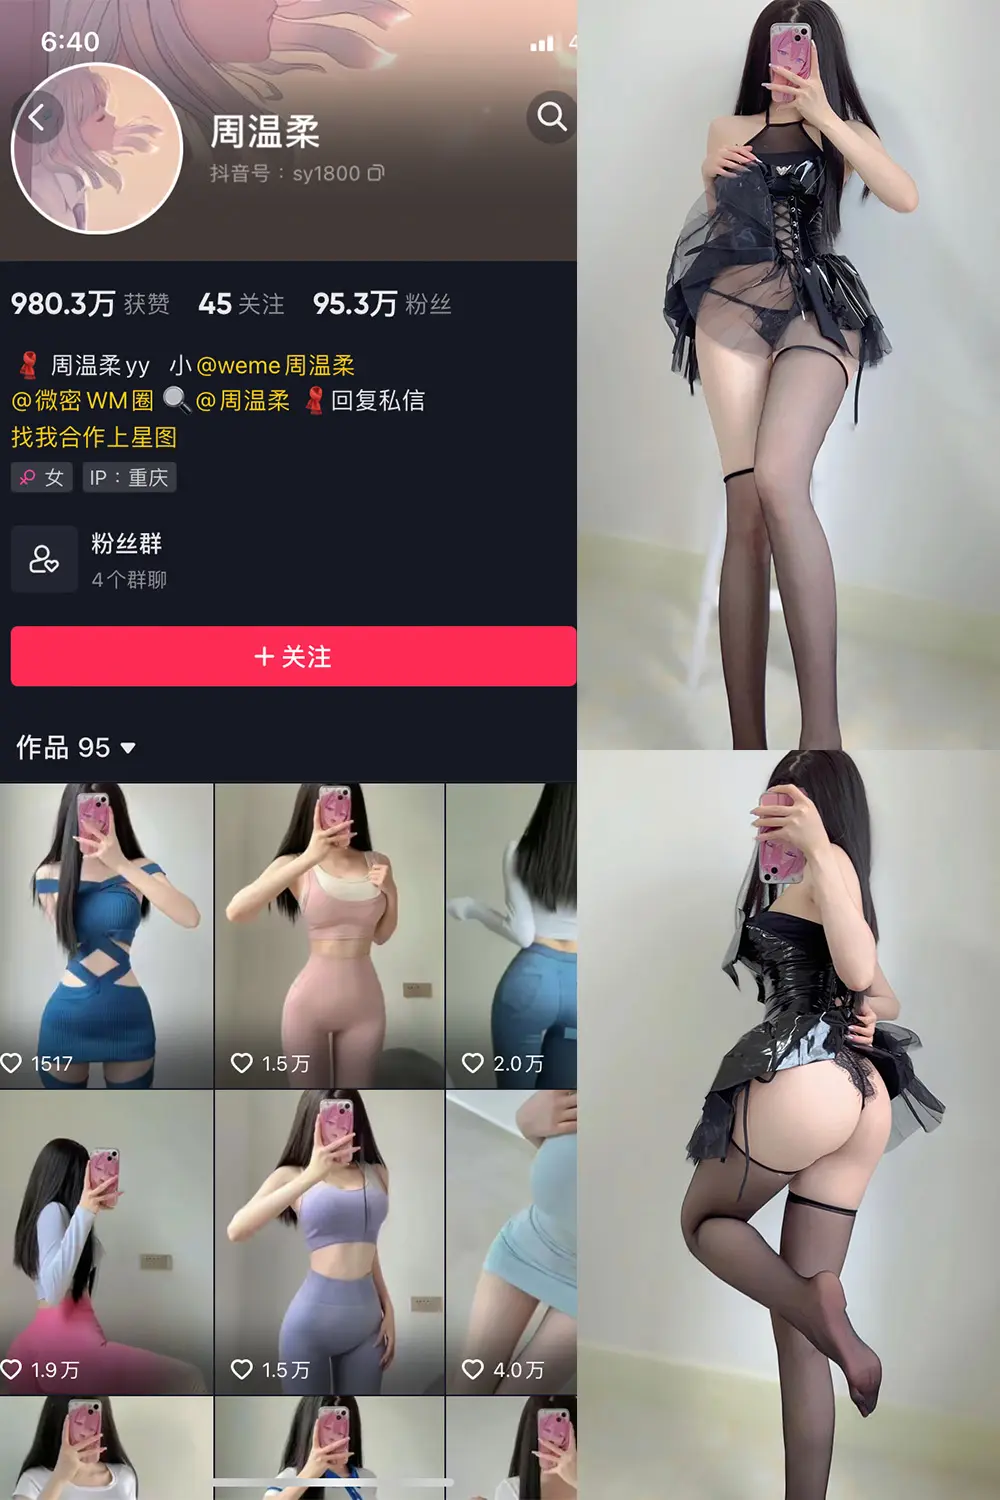 6:40
周温柔
抖音号：sy1800
980.3万 获赞 45 关注 95.3万 粉丝
周温柔yy 小@weme周温柔
@微密WM圈 @周温柔 回复私信
找我合作上星图
女 IP：重庆
粉丝群
4个群聊
+ 关注
作品 95
1517
1.5万
2.0万
1.9万
1.5万
4.0万